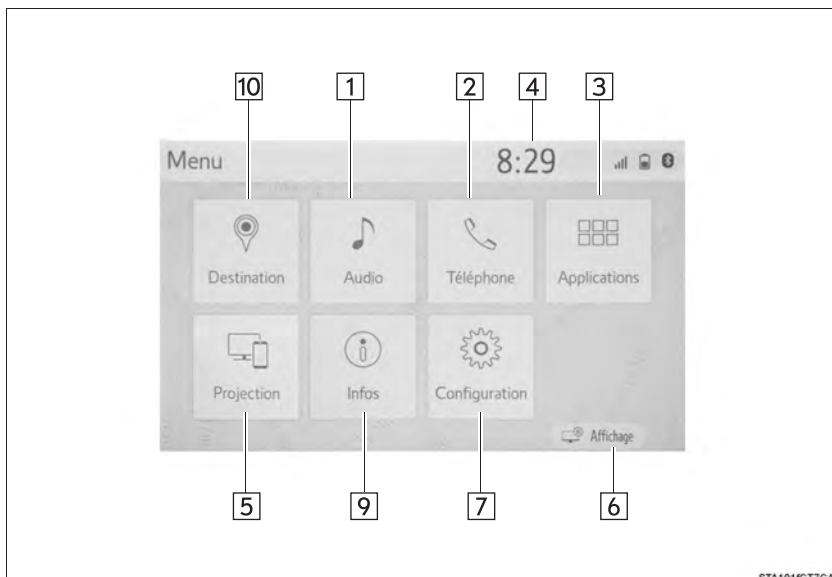 10 1 2 4 3
Menu 8:29
Destination Audio Téléphone Applications
Projection Infos Configuration
Affichage
5 9 7 6